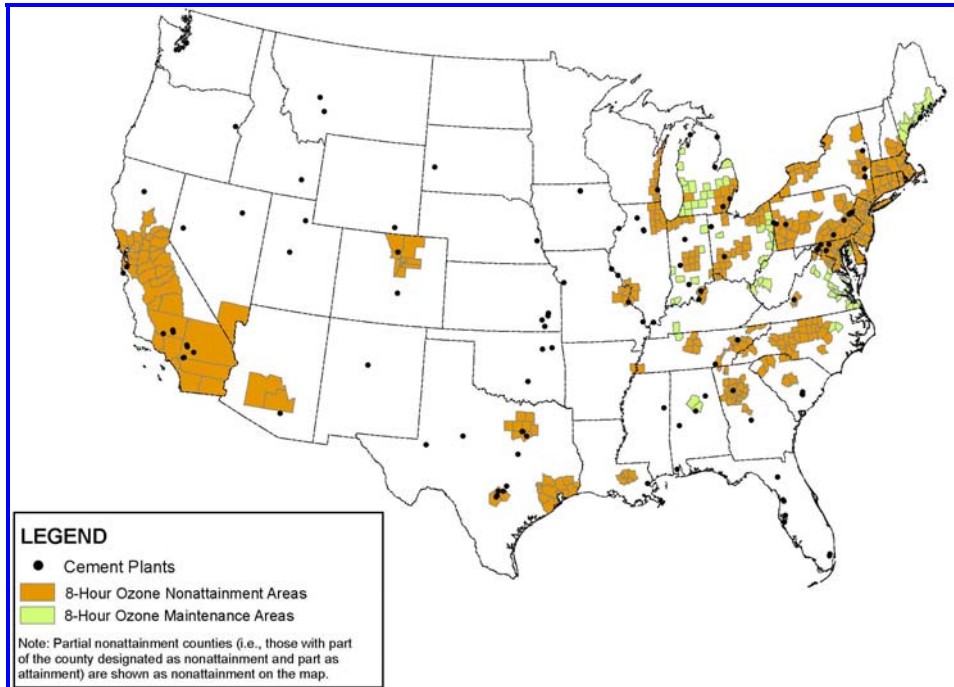 LEGEND
Cement Plants
8-Hour Ozone Nonattainment Areas
8-Hour Ozone Maintenance Areas
Note: Partial nonattainment counties (i.e., those with part
of the county designated as nonattainment and part as
attainment) are shown as nonattainment on the map.